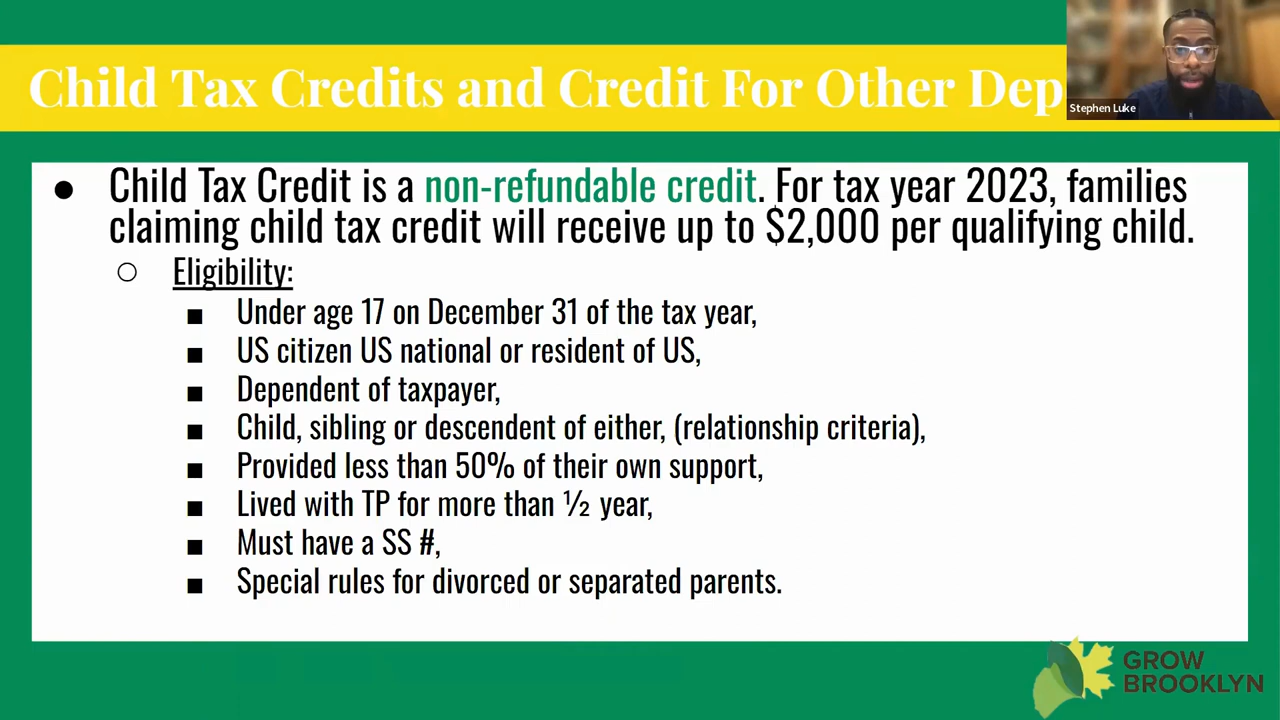 Child Tax Credits and Credit For Other Dep
Stephen Luke
● Child Tax Credit is a non-refundable credit. For tax year 2023, families
claiming child tax credit will receive up to $2,000 per qualifying child.
○ Eligibility:
■ Under age 17 on December 31 of the tax year,
■ US citizen US national or resident of US,
■ Dependent of taxpayer,
■ Child, sibling or descendent of either, (relationship criteria),
■ Provided less than 50% of their own support,
■ Lived with TP for more than ½ year,
■ Must have a SS #,
■ Special rules for divorced or separated parents.
GROW
BROOKLYN